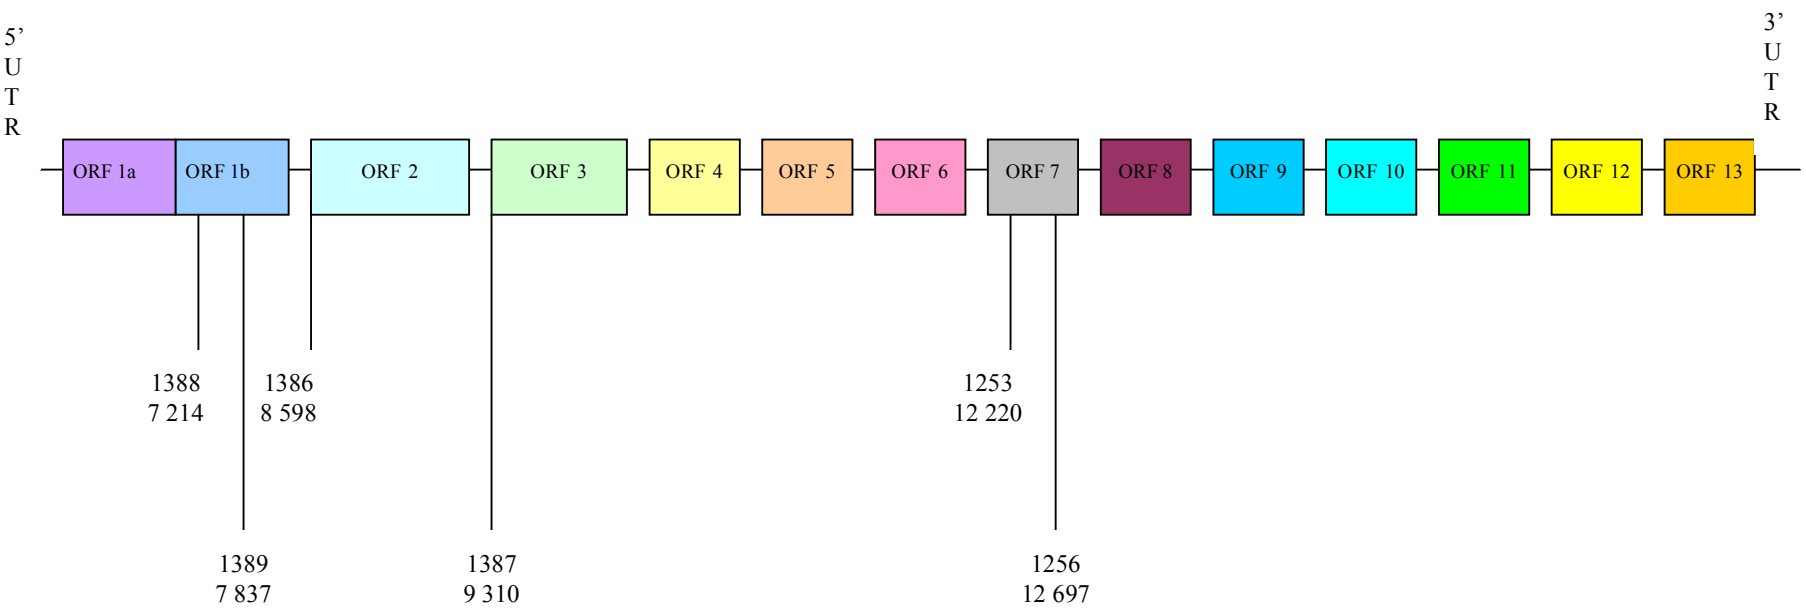 5’
U
T
R
3’
U
T
R
ORF 1a
ORF 1b
ORF 2
ORF 3
ORF 4
ORF 5
ORF 6
ORF 7
ORF 8
ORF 9
ORF 10
ORF 11
ORF 12
ORF 13
1388
7 214
1386
8 598
1253
12 220
1389
7 837
1387
9 310
1256
12 697